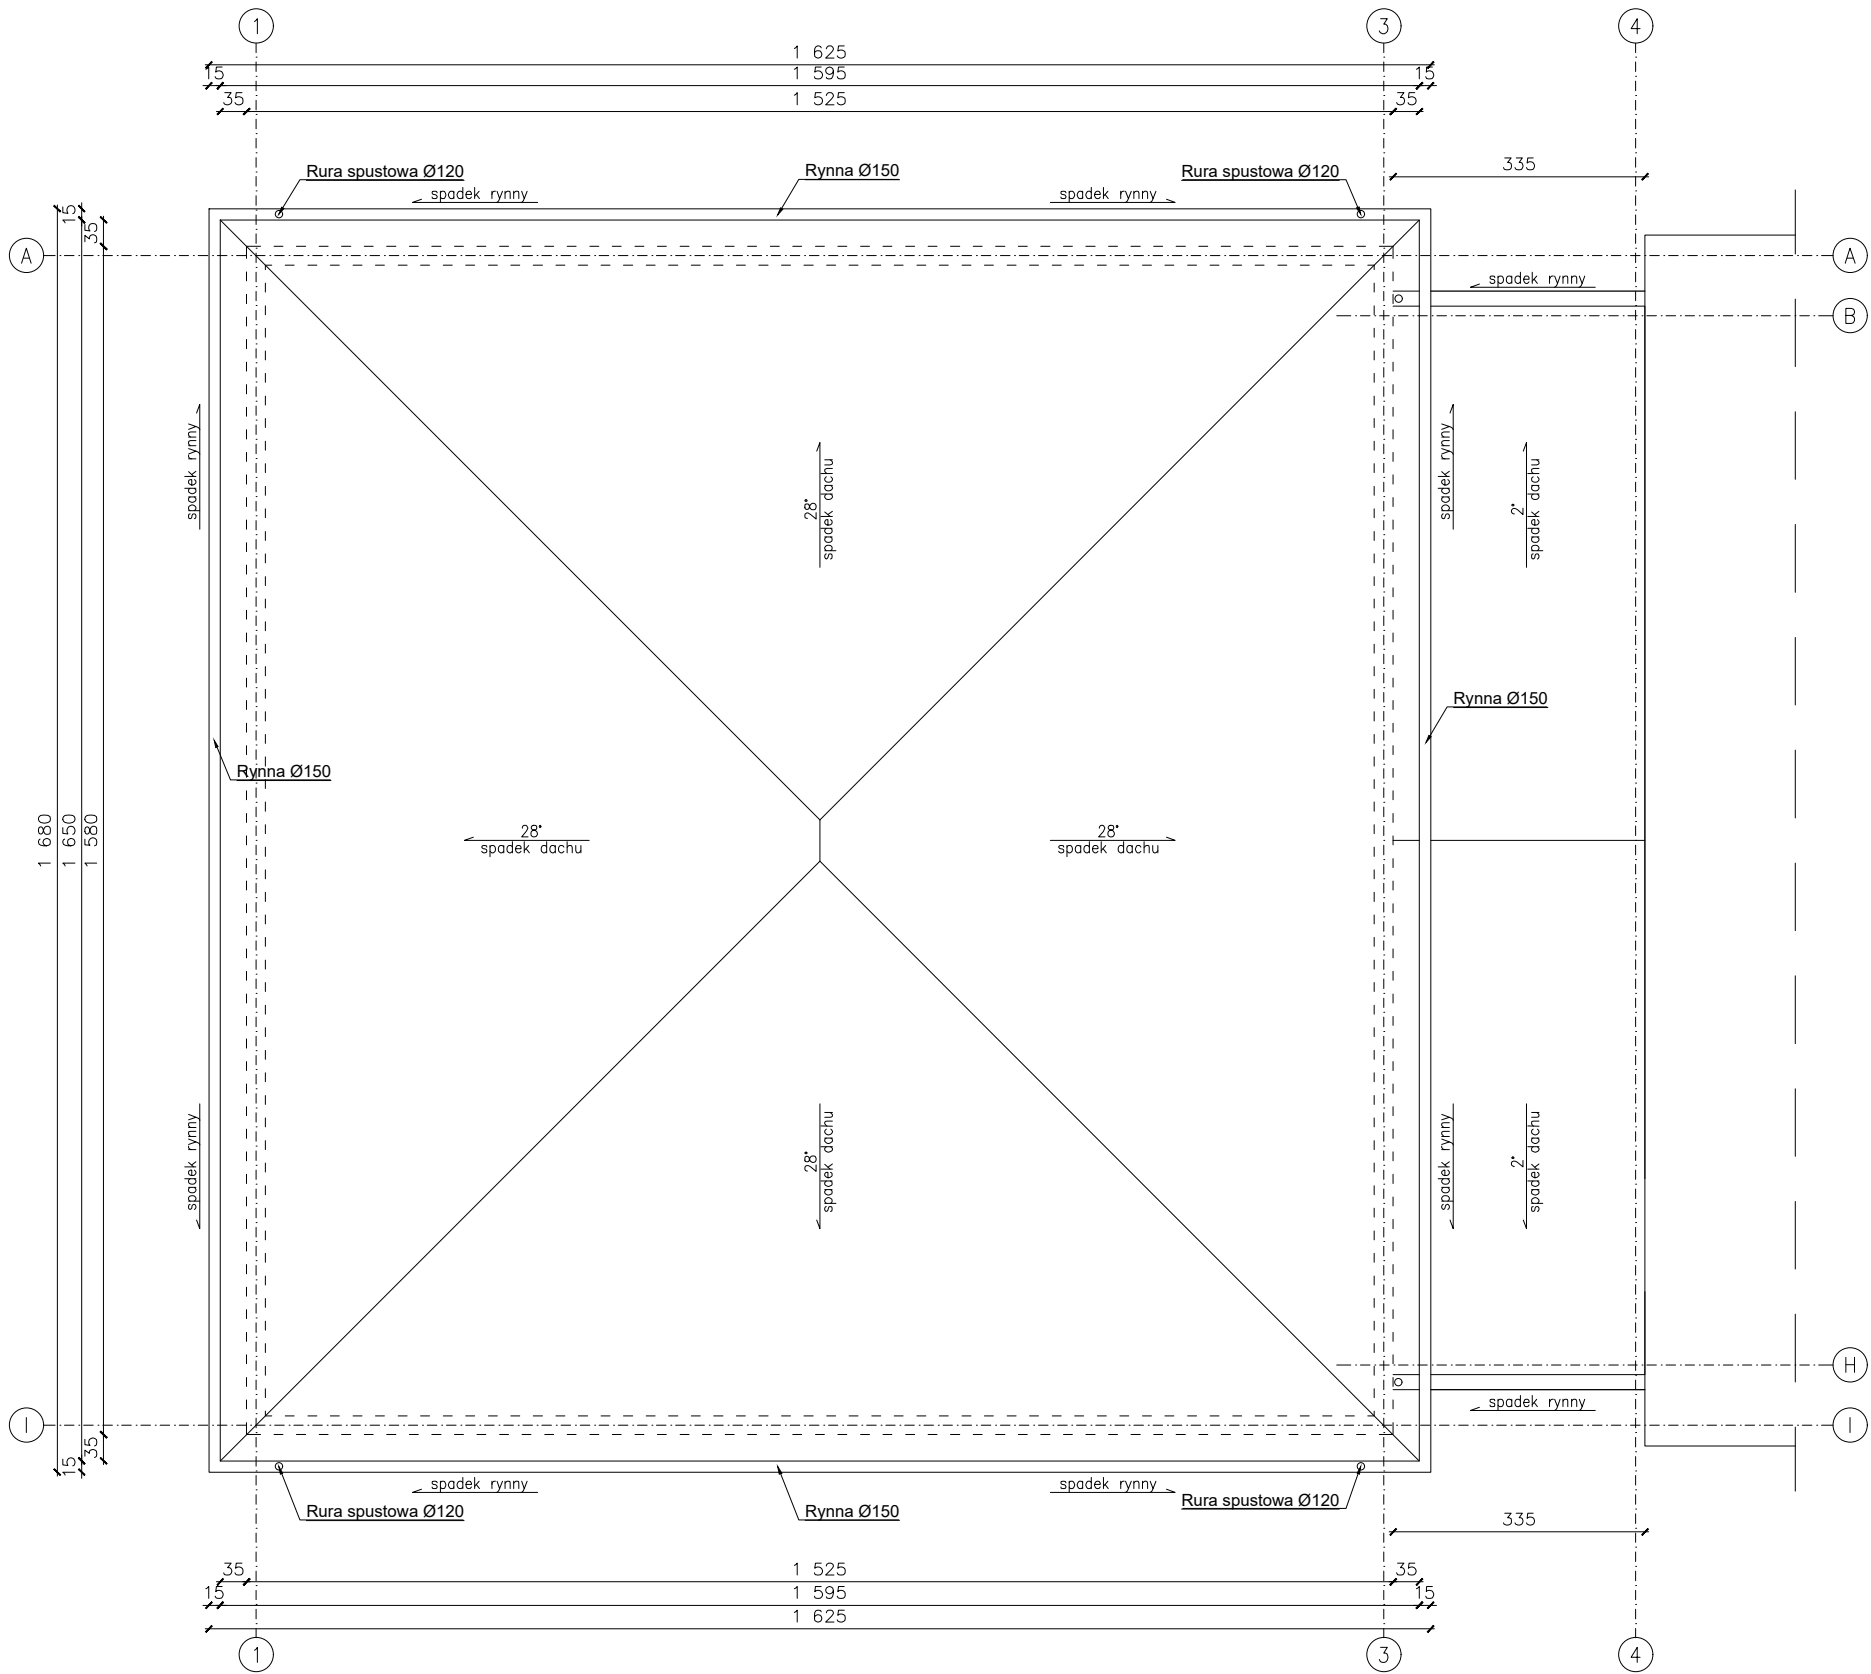 1
3
4
1 625
15
1 595
15
35
1 525
35
335
Rura spustowa Ø120
Rynna Ø150
Rura spustowa Ø120
spadek rynny
spadek rynny
15
35
A
A
spadek rynny
B
spadek rynny
28°
spadek dachu
spadek rynny
2°
spadek dachu
Rynna Ø150
Rynna Ø150
1 680
1 650
1 580
28°
spadek dachu
28°
spadek dachu
spadek rynny
28°
spadek dachu
spadek rynny
2°
spadek dachu
H
spadek rynny
I
I
35
15
spadek rynny
spadek rynny
Rura spustowa Ø120
Rynna Ø150
Rura spustowa Ø120
335
35
1 525
35
15
1 595
15
1 625
1
3
4